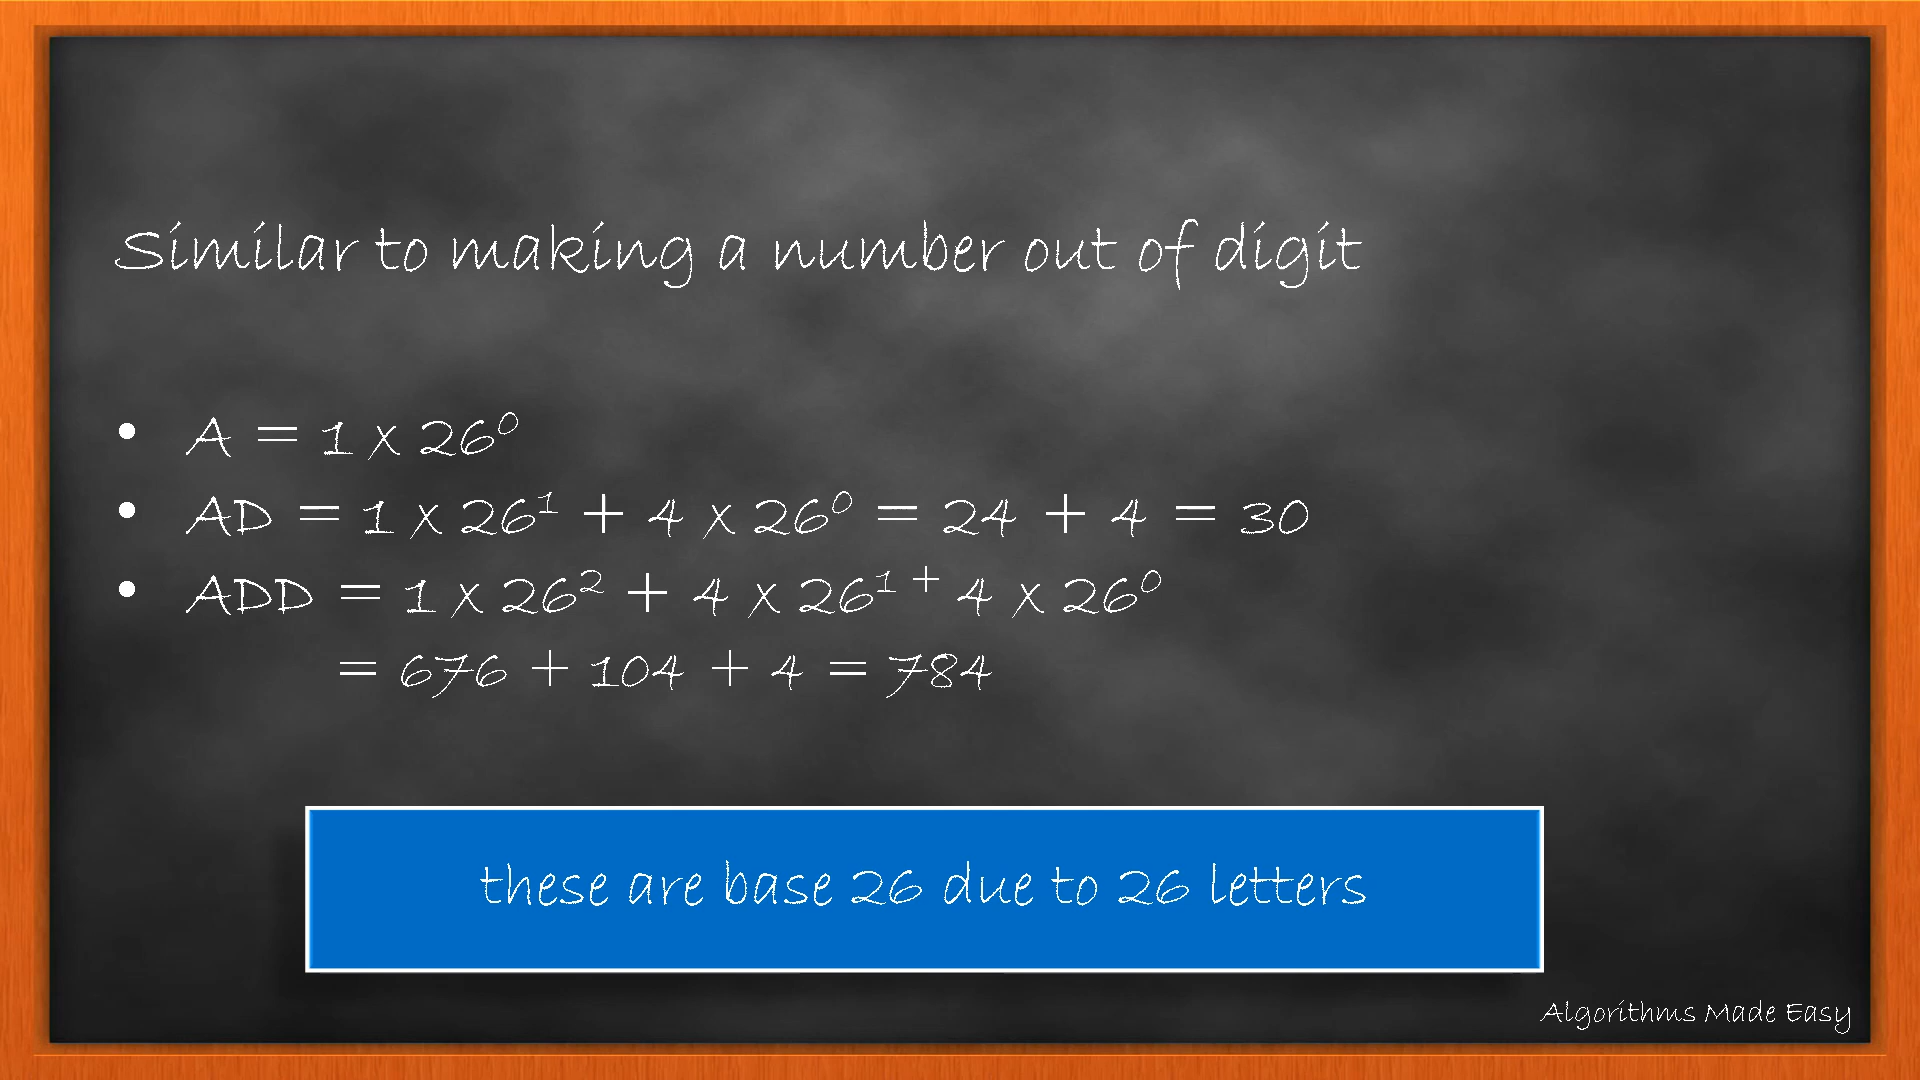 Similar to making a number out of digit
• A = 1 x 26⁰
• AD = 1 x 26¹ + 4 x 26⁰ = 24 + 4 = 30
• ADD = 1 x 26² + 4 x 26¹ ⁺ 4 x 26⁰
= 676 + 104 + 4 = 784
these are base 26 due to 26 letters
Algorithms Made Easy